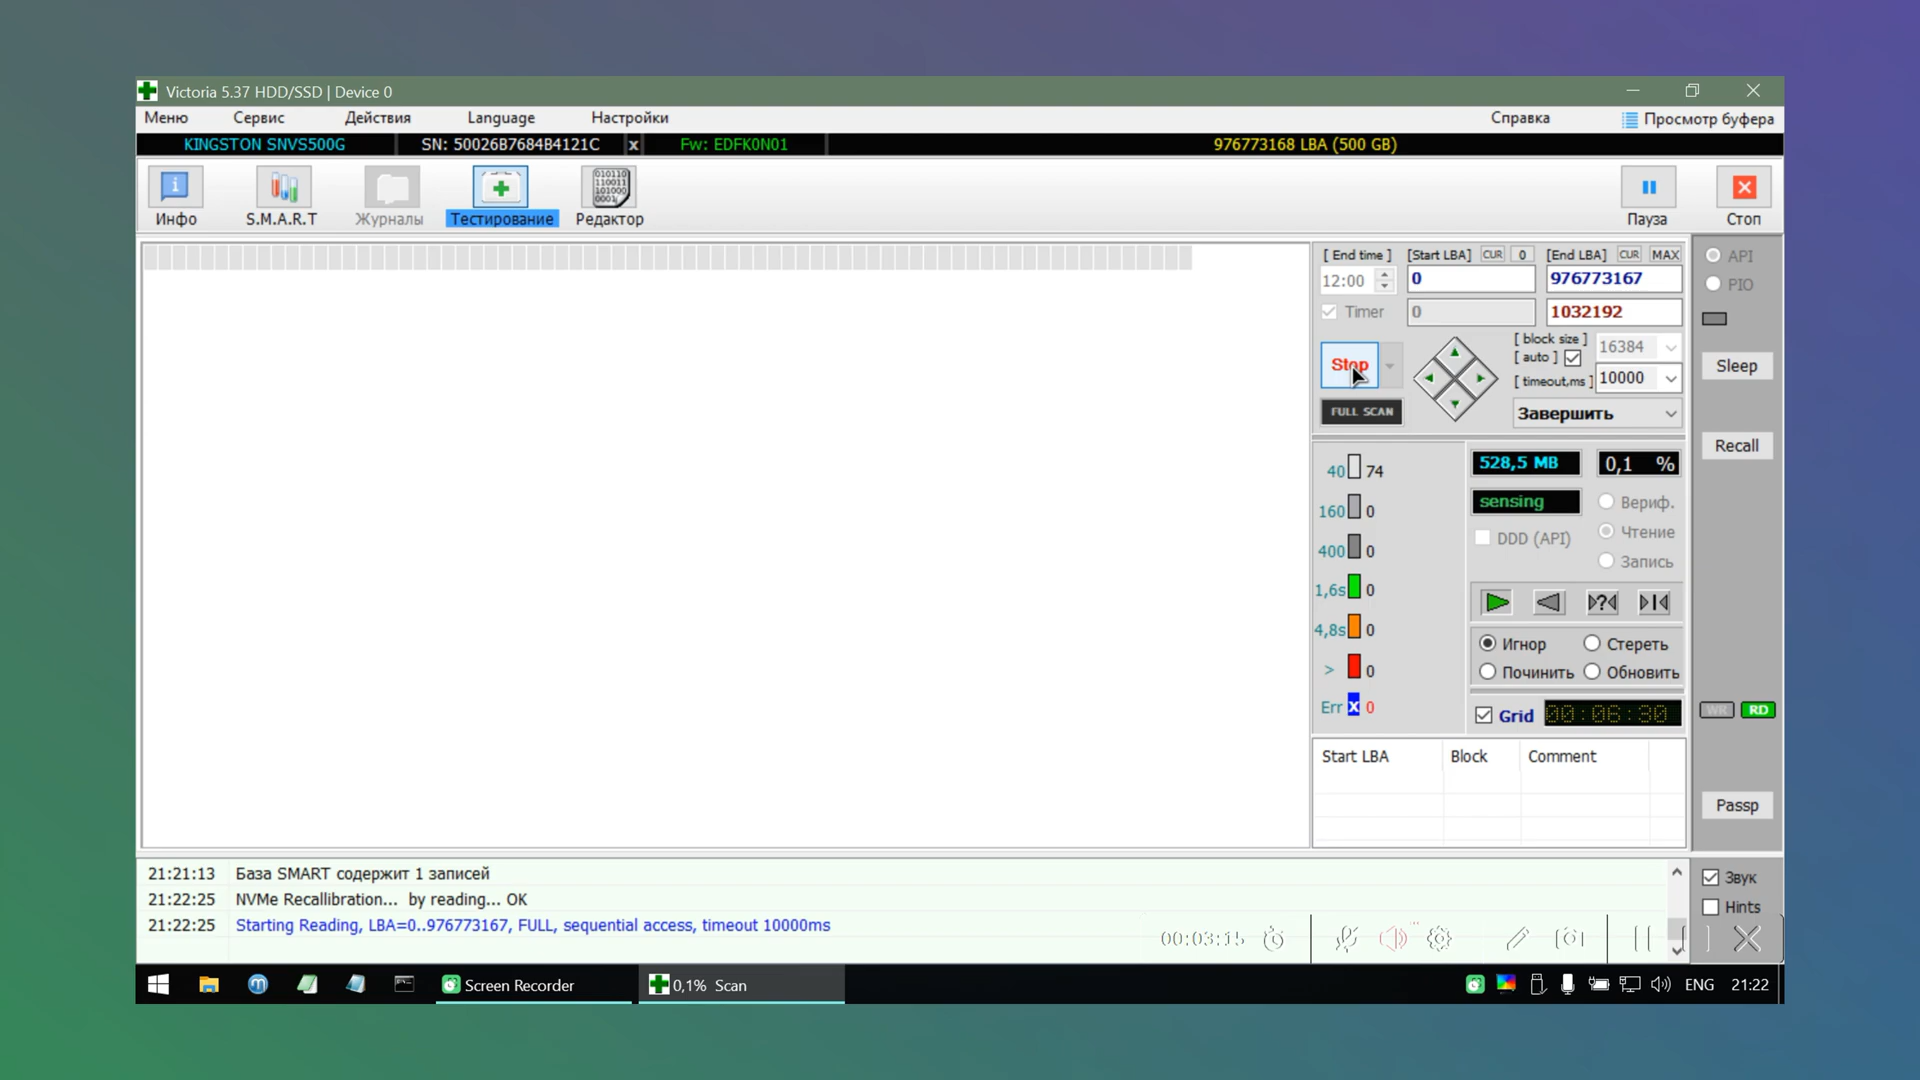 Victoria 5.37 HDD/SSD | Device 0
Меню Сервис Действия Language Настройки Справка Просмотр буфера
KINGSTON SNVS500G SN: 50026B7684B4121C x Fw: EDFK0N01 976773168 LBA (500 GB)
Инфо S.M.A.R.T Журналы Тестирование Редактор Пауза Стоп
[ End time ] [Start LBA] CUR 0 [End LBA] CUR MAX
12:00 0 976773167
Timer 0 1032192
Stop
FULL SCAN
[ block size ] 16384
[ auto ]
[ timeout,ms ] 10000
Завершить
40 74
160 0
400 0
1,6s 0
4,8s 0
> 0
Err x 0
528,5 MB 0,1 %
sensing Вериф.
DDD (API) Чтение
Запись
Игнор Стереть
Починить Обновить
Grid 00:06:30
Start LBA Block Comment
API
PIO
Sleep
Recall
WR RD
Passp
21:21:13 База SMART содержит 1 записей
21:22:25 NVMe Recallibration... by reading... OK
21:22:25 Starting Reading, LBA=0..976773167, FULL, sequential access, timeout 10000ms
Звук
Hints
00:03:15
Screen Recorder 0,1% Scan ENG 21:22